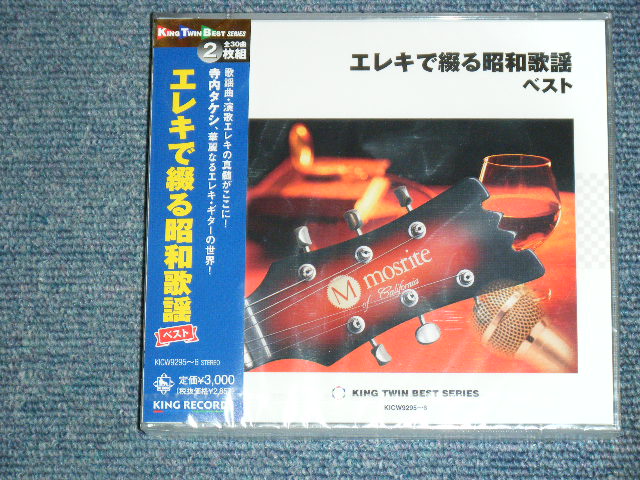 KING TWIN BEST SERIES
2枚組
全30曲
エレキで綴る昭和歌謡
ベスト
歌謡曲・演歌エレキの真髄がここに!
寺内タケシ、華麗なるエレキ・ギターの世界!
KICW9295~6 STEREO
定価¥3,000
KING RECORDS
エレキで綴る昭和歌謡
ベスト
M mosrite
of California
KING TWIN BEST SERIES
KICW9295~6